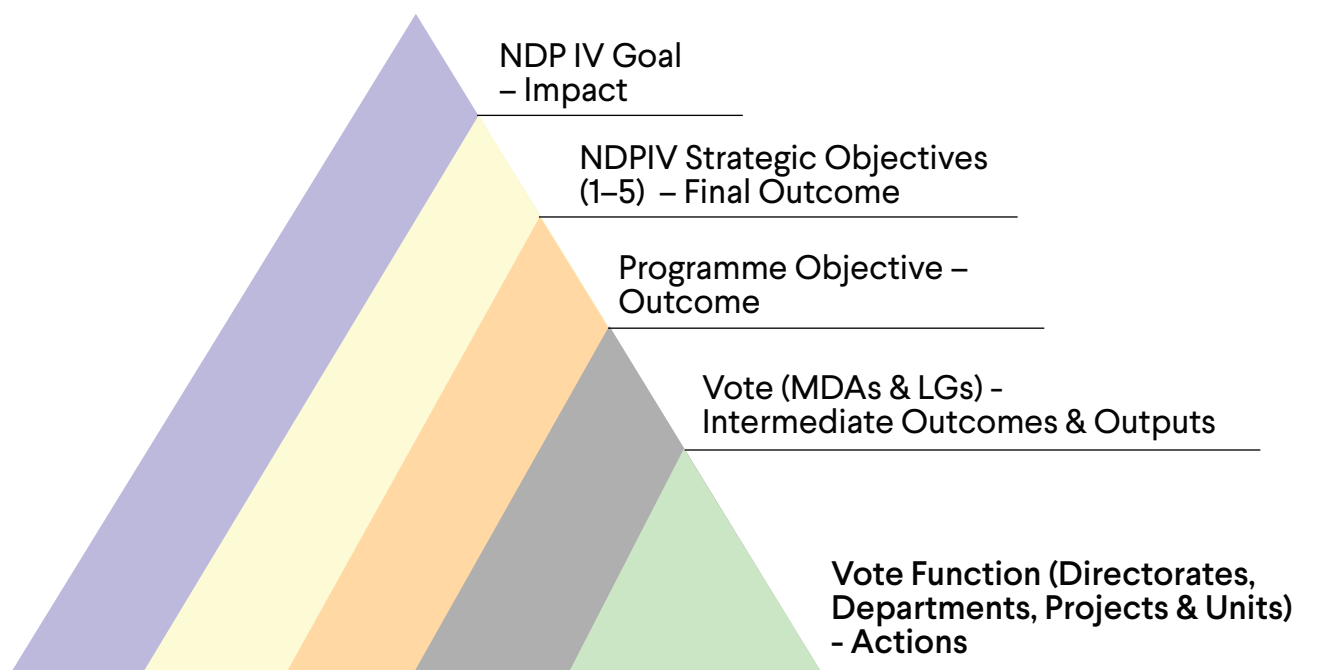 NDP IV Goal
– Impact
NDPIV Strategic Objectives
(1–5) – Final Outcome
Programme Objective –
Outcome
Vote (MDAs & LGs) -
Intermediate Outcomes & Outputs
Vote Function (Directorates,
Departments, Projects & Units)
- Actions